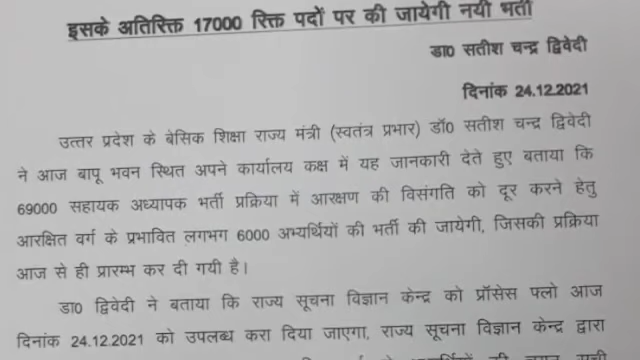 इसके अतिरिक्त 17000 रिक्त पदों पर की जायेगी नयी भर्ती
डा0 सतीश चन्द्र द्विवेदी
दिनांक 24.12.2021
उत्तर प्रदेश के बेसिक शिक्षा राज्य मंत्री (स्वतंत्र प्रभार) डॉ0 सतीश चन्द्र द्विवेदी
ने आज बापू भवन स्थित अपने कार्यालय कक्ष में यह जानकारी देते हुए बताया कि
69000 सहायक अध्यापक भर्ती प्रक्रिया में आरक्षण की विसंगति को दूर करने हेतु
आरक्षित वर्ग के प्रभावित लगभग 6000 अभ्यर्थियों की भर्ती की जायेगी, जिसकी प्रक्रिया
आज से ही प्रारम्भ कर दी गयी है।
डा0 द्विवेदी ने बताया कि राज्य सूचना विज्ञान केन्द्र को प्रॉसेस फ्लो आज
दिनांक 24.12.2021 को उपलब्ध करा दिया जाएगा, राज्य सूचना विज्ञान केन्द्र द्वारा